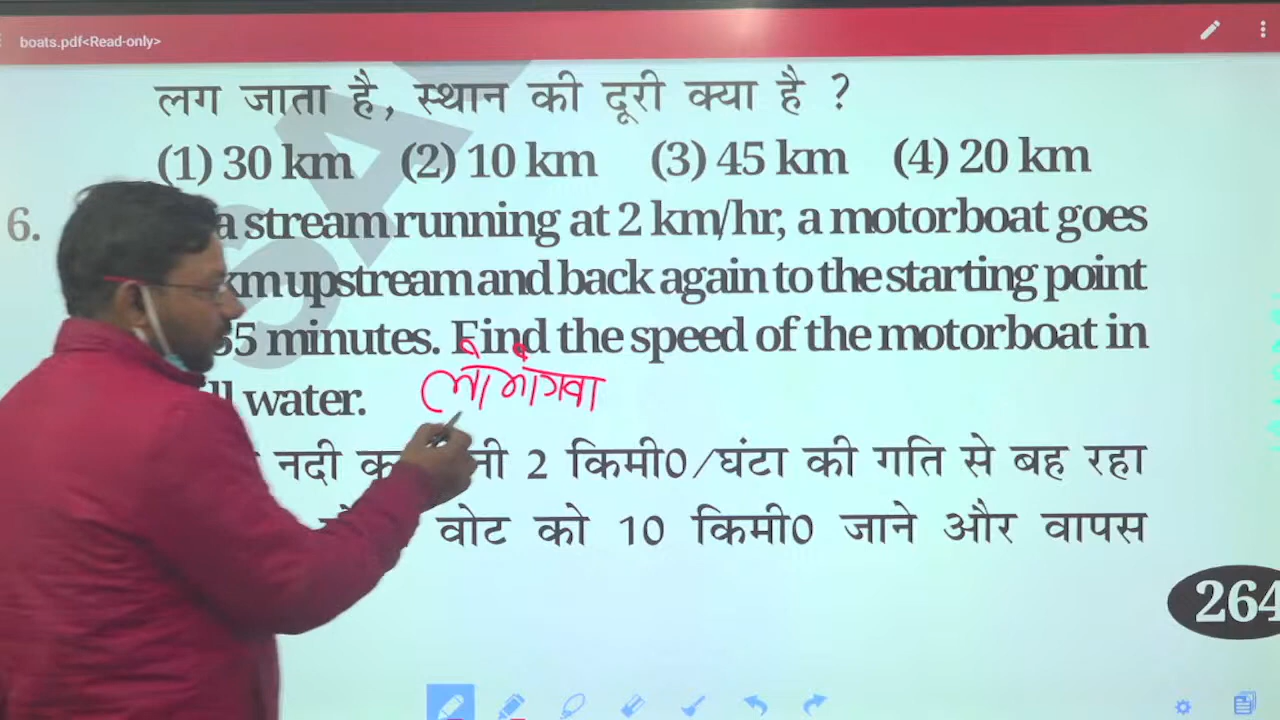 boats.pdf<Read-only>
लग जाता है, स्थान की दूरी क्या है ?
(1) 30 km (2) 10 km (3) 45 km (4) 20 km
6. a stream running at 2 km/hr, a motorboat goes
km upstream and back again to the starting point
minutes. Find the speed of the motorboat in
water.
नदी 2 किमी0/घंटा की गति से बह रहा
वोट को 10 किमी0 जाने और वापस
264